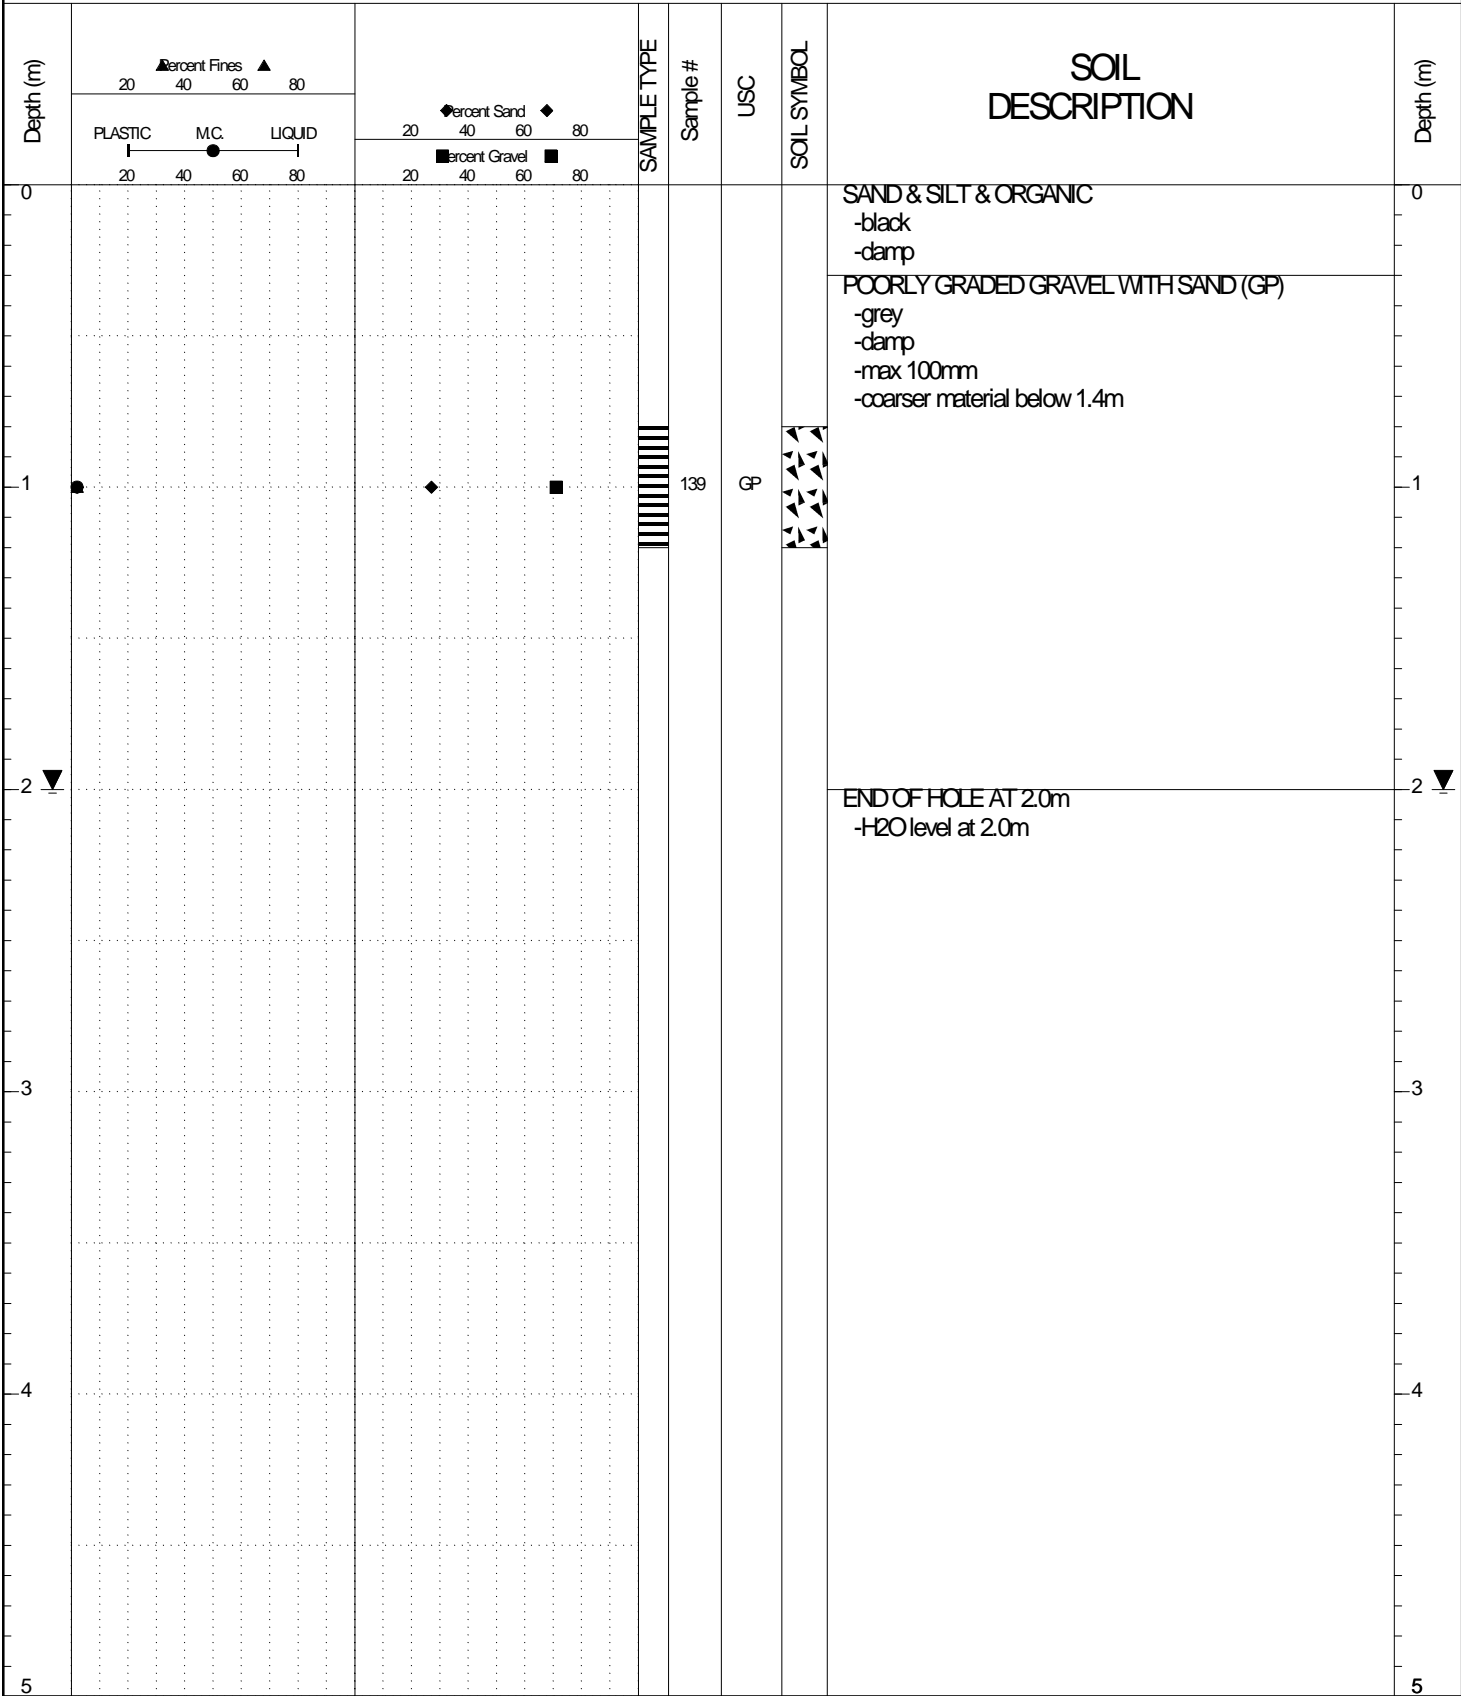 Depth (m)
Percent Fines
20 40 60 80
PLASTIC M.C. LIQUID
20 40 60 80
Percent Sand
20 40 60 80
Percent Gravel
20 40 60 80
SAMPLE TYPE
Sample #
USC
SOIL SYMBOL
SOIL
DESCRIPTION
Depth (m)
0
SAND & SILT & ORGANIC
0
-black
-damp
POORLY GRADED GRAVEL WITH SAND (GP)
-grey
-damp
-max 100mm
-coarser material below 1.4m
1
139
GP
1
2
END OF HOLE AT 2.0m
2
-H2O level at 2.0m
3
3
4
4
5
5